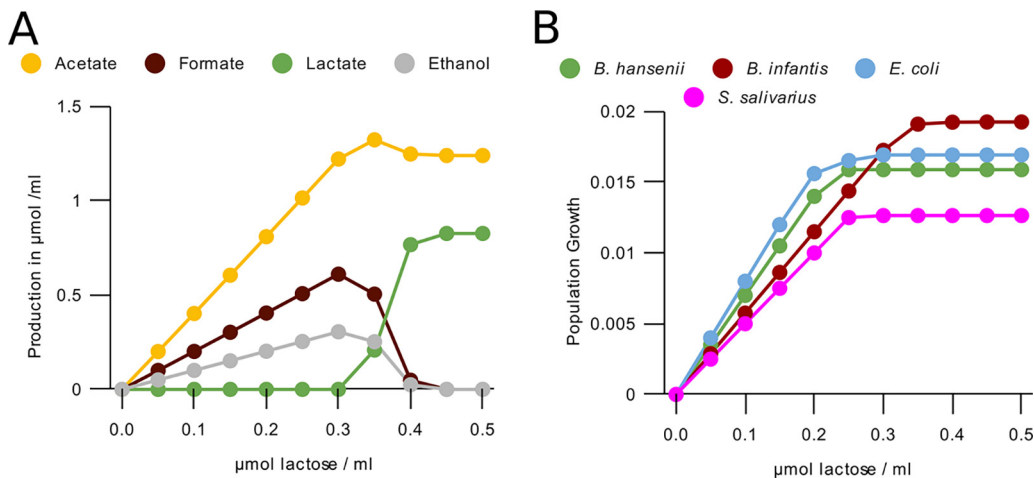 A
Acetate Formate Lactate Ethanol
Production in µmol /ml
1.5
1
0.5
0
0.0 0.1 0.2 0.3 0.4 0.5
µmol lactose / ml
B
B. hansenii B. infantis E. coli
S. salivarius
Population Growth
0.02
0.015
0.01
0.005
0
0.0 0.1 0.2 0.3 0.4 0.5
µmol lactose / ml